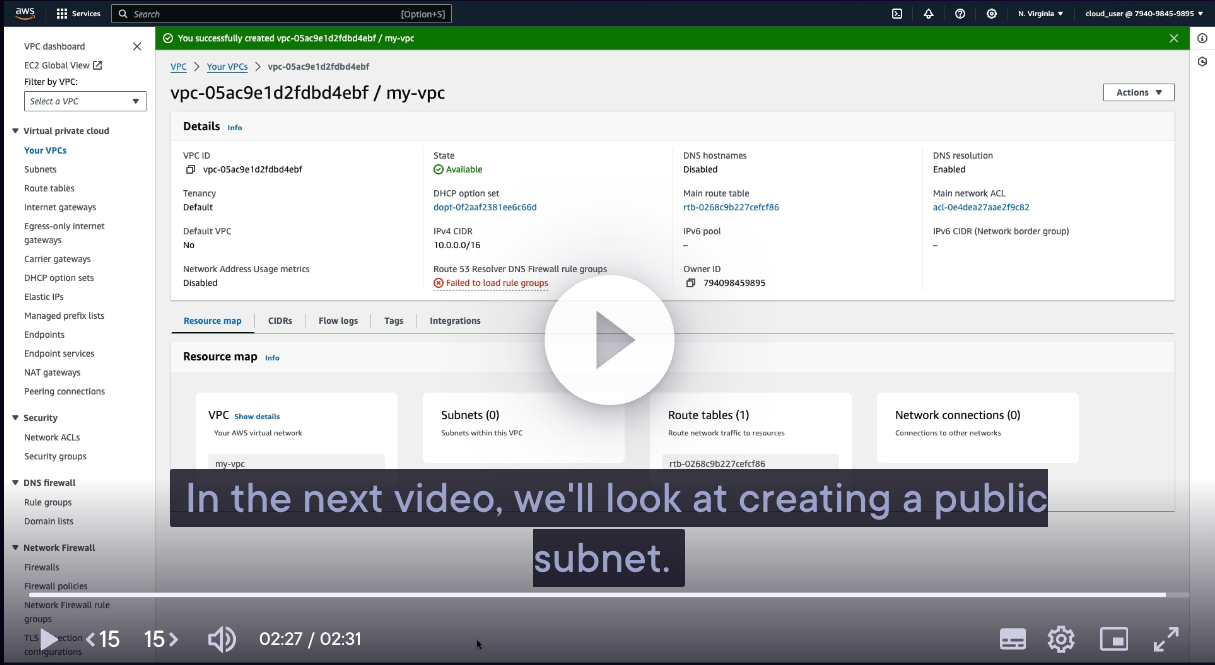 aws
Services
Search
[Option+S]
N. Virginia
cloud_user @ 7940-9845-9895
VPC dashboard
EC2 Global View
Filter by VPC:
Select a VPC
Virtual private cloud
Your VPCs
Subnets
Route tables
Internet gateways
Egress-only internet
gateways
Carrier gateways
DHCP option sets
Elastic IPs
Managed prefix lists
Endpoints
Endpoint services
NAT gateways
Peering connections
Security
Network ACLs
Security groups
DNS firewall
Rule groups
Domain lists
Network Firewall
Firewalls
Firewall policies
Network Firewall rule
groups
TLS
configurations
You successfully created vpc-05ac9e1d2fdbd4ebf / my-vpc
VPC
Your VPCs
vpc-05ac9e1d2fdbd4ebf
vpc-05ac9e1d2fdbd4ebf / my-vpc
Actions
Details Info
VPC ID
vpc-05ac9e1d2fdbd4ebf
State
Available
DNS hostnames
Disabled
DNS resolution
Enabled
Tenancy
Default
DHCP option set
dopt-0f2aaf2381ee6c66d
Main route table
rtb-0268c9b227cefcf86
Main network ACL
acl-0e4dea27aae2f9c82
Default VPC
No
IPv4 CIDR
10.0.0.0/16
IPv6 pool
–
IPv6 CIDR (Network border group)
–
Network Address Usage metrics
Disabled
Route 53 Resolver DNS Firewall rule groups
Failed to load rule groups
Owner ID
794098459895
Resource map
CIDRs
Flow logs
Tags
Integrations
Resource map Info
VPC Show details
Your AWS virtual network
my-vpc
Subnets (0)
Subnets within this VPC
Route tables (1)
Route network traffic to resources
rtb-0268c9b227cefcf86
Network connections (0)
Connections to other networks
In the next video, we'll look at creating a public
subnet.
15
15
02:27 / 02:31